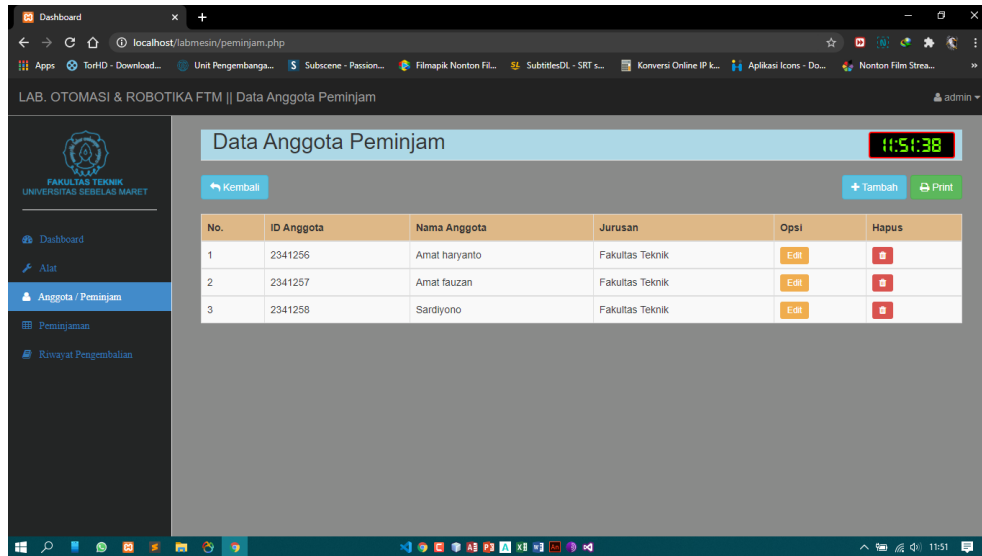 Dashboard
localhost/labmesin/peminjam.php
Apps TorHD - Download... Unit Pengembanga... Subscene - Passion... Filmapik Nonton Fil... SubtitlesDL - SRT s... Konversi Online IP k... Aplikasi Icons - Do... Nonton Film Strea... »
LAB. OTOMASI & ROBOTIKA FTM || Data Anggota Peminjam admin
Data Anggota Peminjam 11:51:38
FAKULTAS TEKNIK
UNIVERSITAS SEBELAS MARET
Kembali + Tambah Print
Dashboard
Alat
Anggota / Peminjam
Peminjaman
Riwayat Pengembalian
No. ID Anggota Nama Anggota Jurusan Opsi Hapus
1 2341256 Amat haryanto Fakultas Teknik Edit
2 2341257 Amat fauzan Fakultas Teknik Edit
3 2341258 Sardiyono Fakultas Teknik Edit
11:51